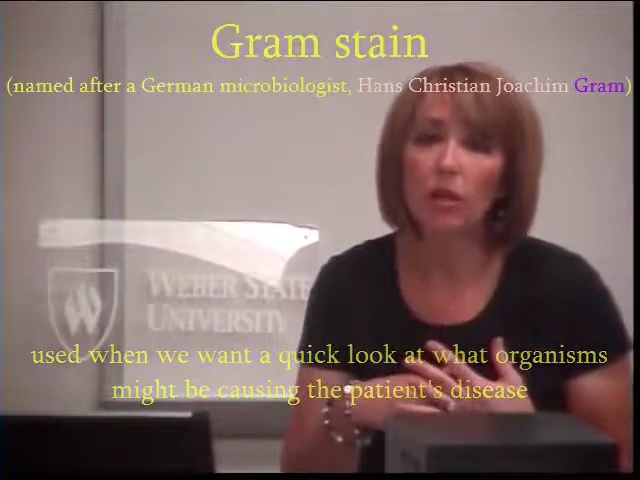 Gram stain
(named after a German microbiologist, Hans Christian Joachim Gram)
WEBER STATE
UNIVERSITY
used when we want a quick look at what organisms
might be causing the patient's disease